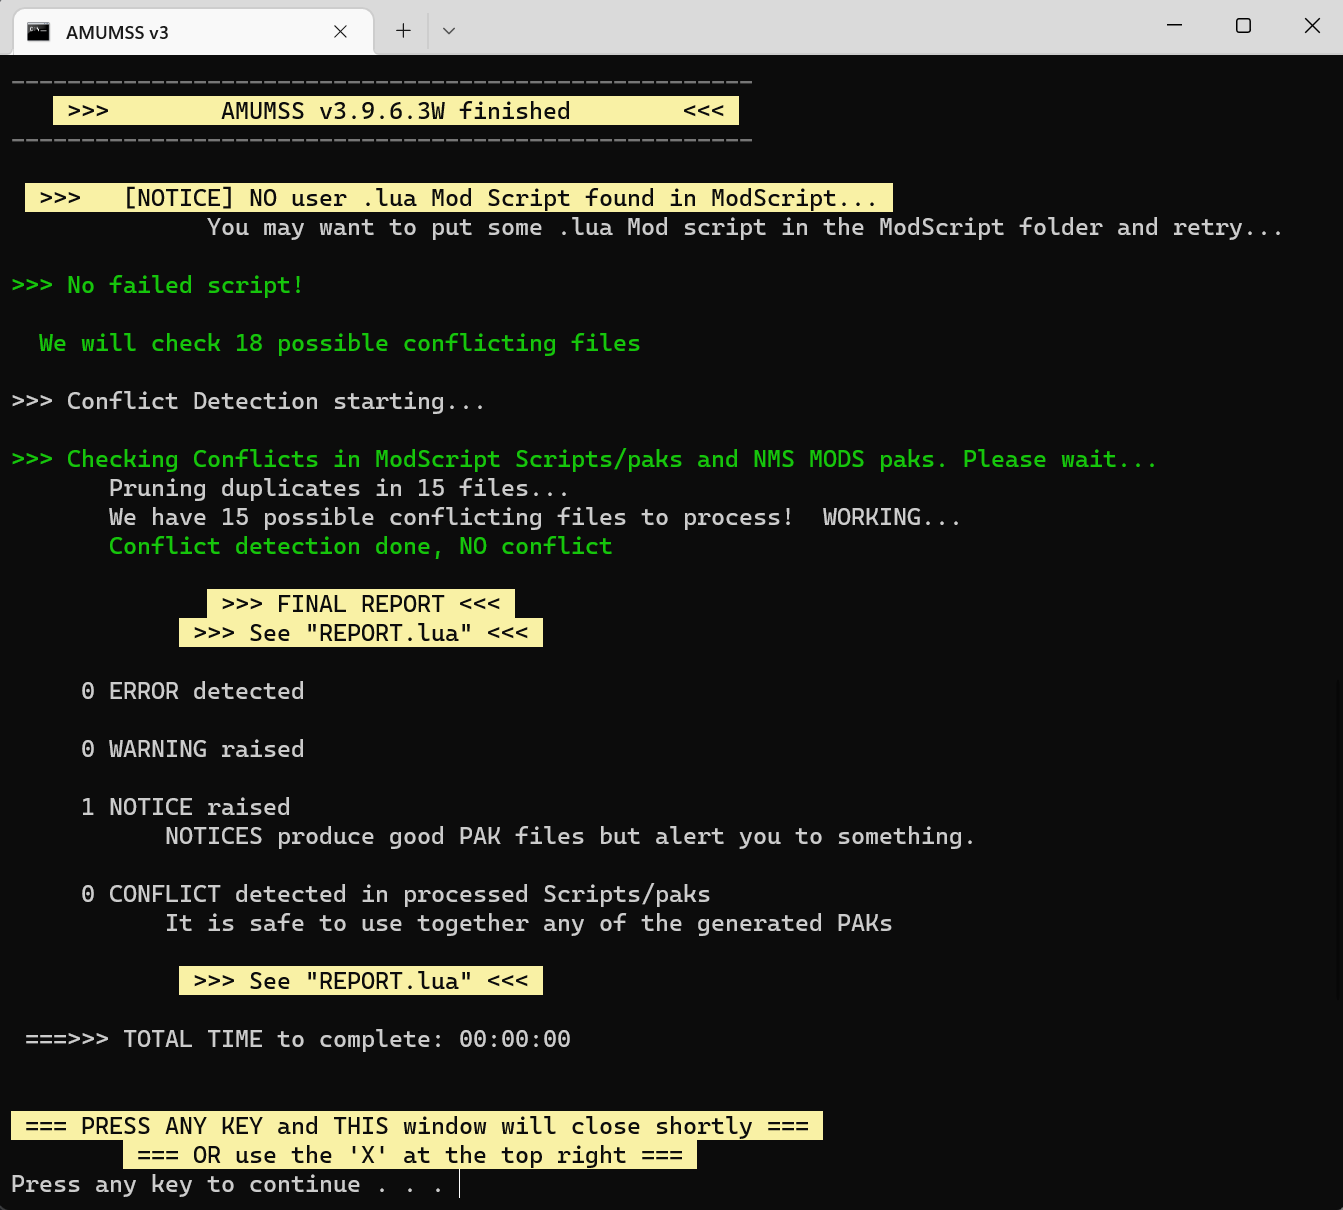 AMUMSS v3
>>> AMUMSS v3.9.6.3W finished <<<
>>> [NOTICE] NO user .lua Mod Script found in ModScript...
You may want to put some .lua Mod script in the ModScript folder and retry...
>>> No failed script!
We will check 18 possible conflicting files
>>> Conflict Detection starting...
>>> Checking Conflicts in ModScript Scripts/paks and NMS MODS paks. Please wait...
Pruning duplicates in 15 files...
We have 15 possible conflicting files to process!  WORKING...
Conflict detection done, NO conflict
>>> FINAL REPORT <<<
>>> See "REPORT.lua" <<<
0 ERROR detected
0 WARNING raised
1 NOTICE raised
NOTICES produce good PAK files but alert you to something.
0 CONFLICT detected in processed Scripts/paks
It is safe to use together any of the generated PAKs
>>> See "REPORT.lua" <<<
===>>> TOTAL TIME to complete: 00:00:00
=== PRESS ANY KEY and THIS window will close shortly ===
=== OR use the 'X' at the top right ===
Press any key to continue . . .